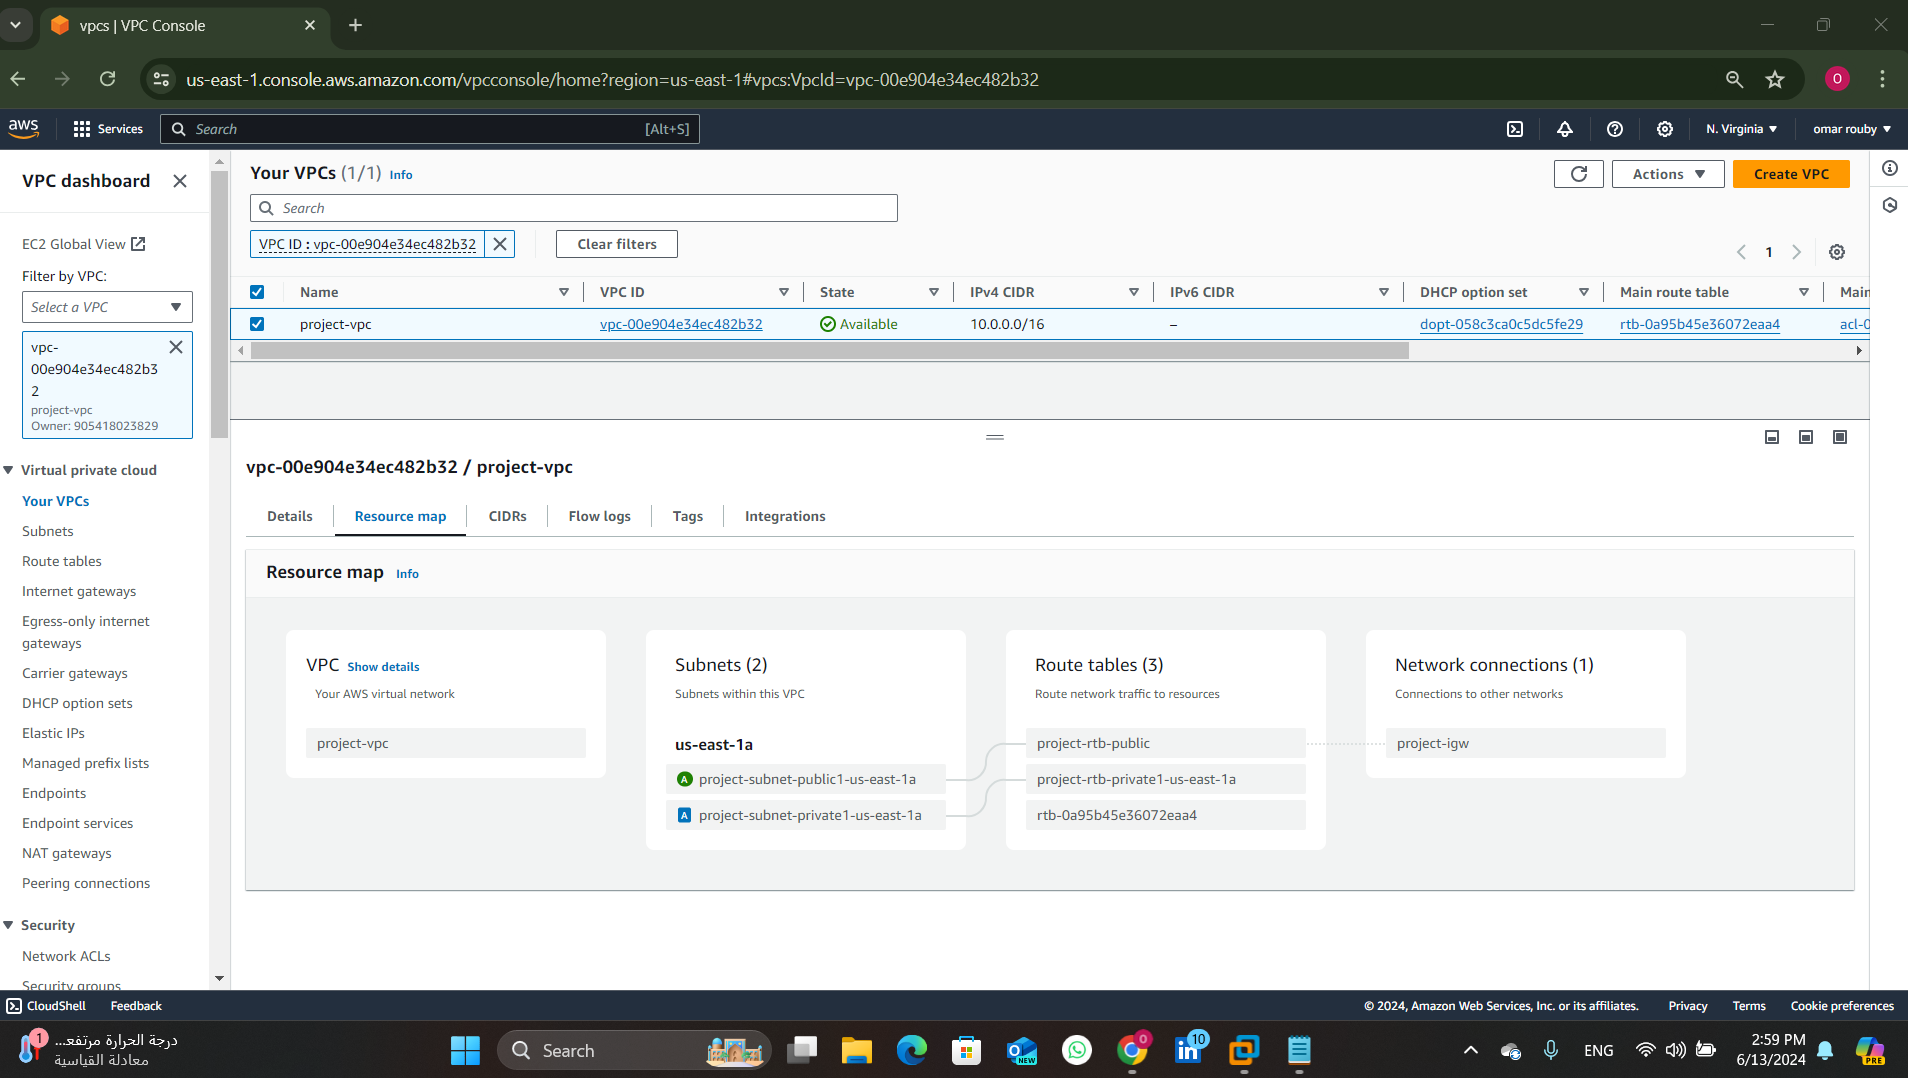 vpcs | VPC Console
us-east-1.console.aws.amazon.com/vpcconsole/home?region=us-east-1#vpcs:VpcId=vpc-00e904e34ec482b32
O
aws
Services
Search
[Alt+S]
N. Virginia
omar rouby
VPC dashboard
EC2 Global View
Filter by VPC:
Select a VPC
vpc-
00e904e34ec482b3
2
project-vpc
Owner: 905418023829
Virtual private cloud
Your VPCs
Subnets
Route tables
Internet gateways
Egress-only internet
gateways
Carrier gateways
DHCP option sets
Elastic IPs
Managed prefix lists
Endpoints
Endpoint services
NAT gateways
Peering connections
Security
Network ACLs
Security groups
Your VPCs (1/1) Info
Actions
Create VPC
Search
VPC ID : vpc-00e904e34ec482b32
Clear filters
1
Name VPC ID State IPv4 CIDR IPv6 CIDR DHCP option set Main route table Main
project-vpc vpc-00e904e34ec482b32 Available 10.0.0.0/16 – dopt-058c3ca0c5dc5fe29 rtb-0a95b45e36072eaa4 acl-0
vpc-00e904e34ec482b32 / project-vpc
Details Resource map CIDRs Flow logs Tags Integrations
Resource map Info
VPC Show details
Your AWS virtual network
project-vpc
Subnets (2)
Subnets within this VPC
us-east-1a
A project-subnet-public1-us-east-1a
A project-subnet-private1-us-east-1a
Route tables (3)
Route network traffic to resources
project-rtb-public
project-rtb-private1-us-east-1a
rtb-0a95b45e36072eaa4
Network connections (1)
Connections to other networks
project-igw
CloudShell Feedback
© 2024, Amazon Web Services, Inc. or its affiliates. Privacy Terms Cookie preferences
1
درجة الحرارة مرتفعـ...
معادلة القياسية
Search
NEW
0
10
ENG
2:59 PM
6/13/2024
PRE